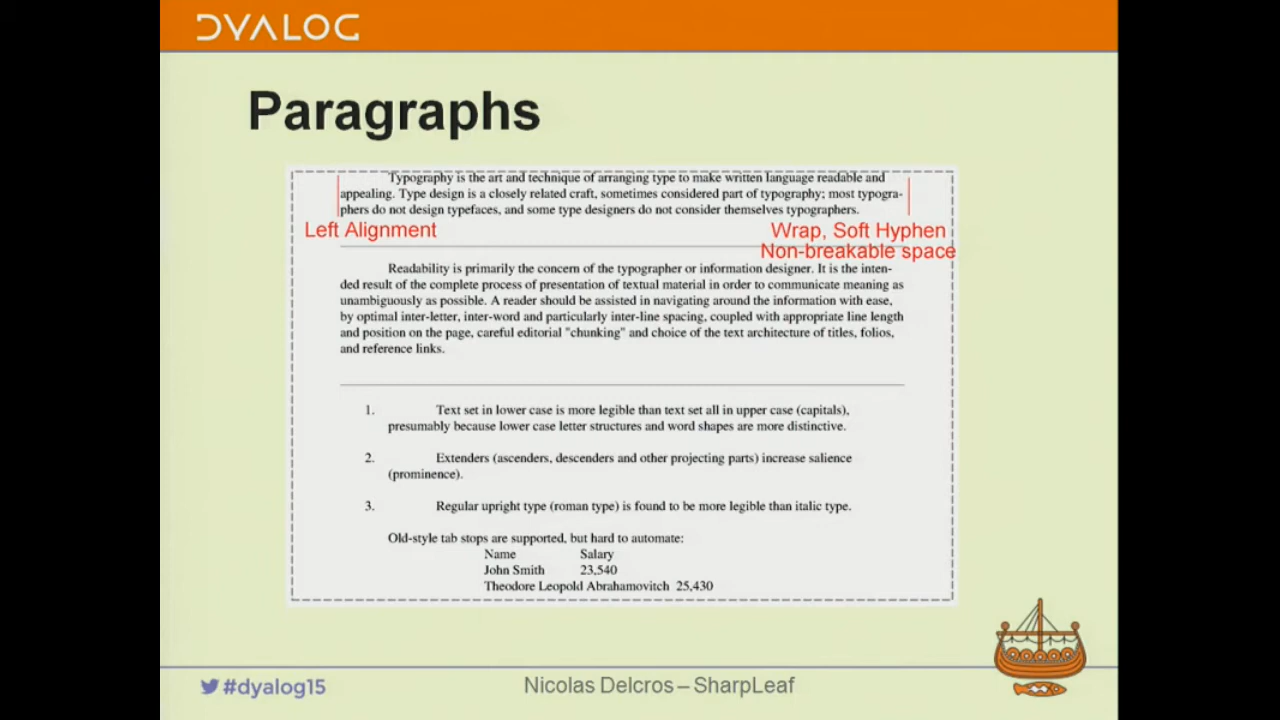 DYALOG
Paragraphs
Typography is the art and technique of arranging type to make written language readable and
appealing. Type design is a closely related craft, sometimes considered part of typography; most typogra-
phers do not design typefaces, and some type designers do not consider themselves typographers.
Left Alignment
Wrap, Soft Hyphen
Non-breakable space
Readability is primarily the concern of the typographer or information designer. It is the inten-
ded result of the complete process of presentation of textual material in order to communicate meaning as
unambiguously as possible. A reader should be assisted in navigating around the information with ease,
by optimal inter-letter, inter-word and particularly inter-line spacing, coupled with appropriate line length
and position on the page, careful editorial "chunking" and choice of the text architecture of titles, folios,
and reference links.
1. Text set in lower case is more legible than text set all in upper case (capitals),
presumably because lower case letter structures and word shapes are more distinctive.
2. Extenders (ascenders, descenders and other projecting parts) increase salience
(prominence).
3. Regular upright type (roman type) is found to be more legible than italic type.
Old-style tab stops are supported, but hard to automate:
Name Salary
John Smith 23,540
Theodore Leopold Abrahamovitch 25,430
#dyalog15
Nicolas Delcros – SharpLeaf